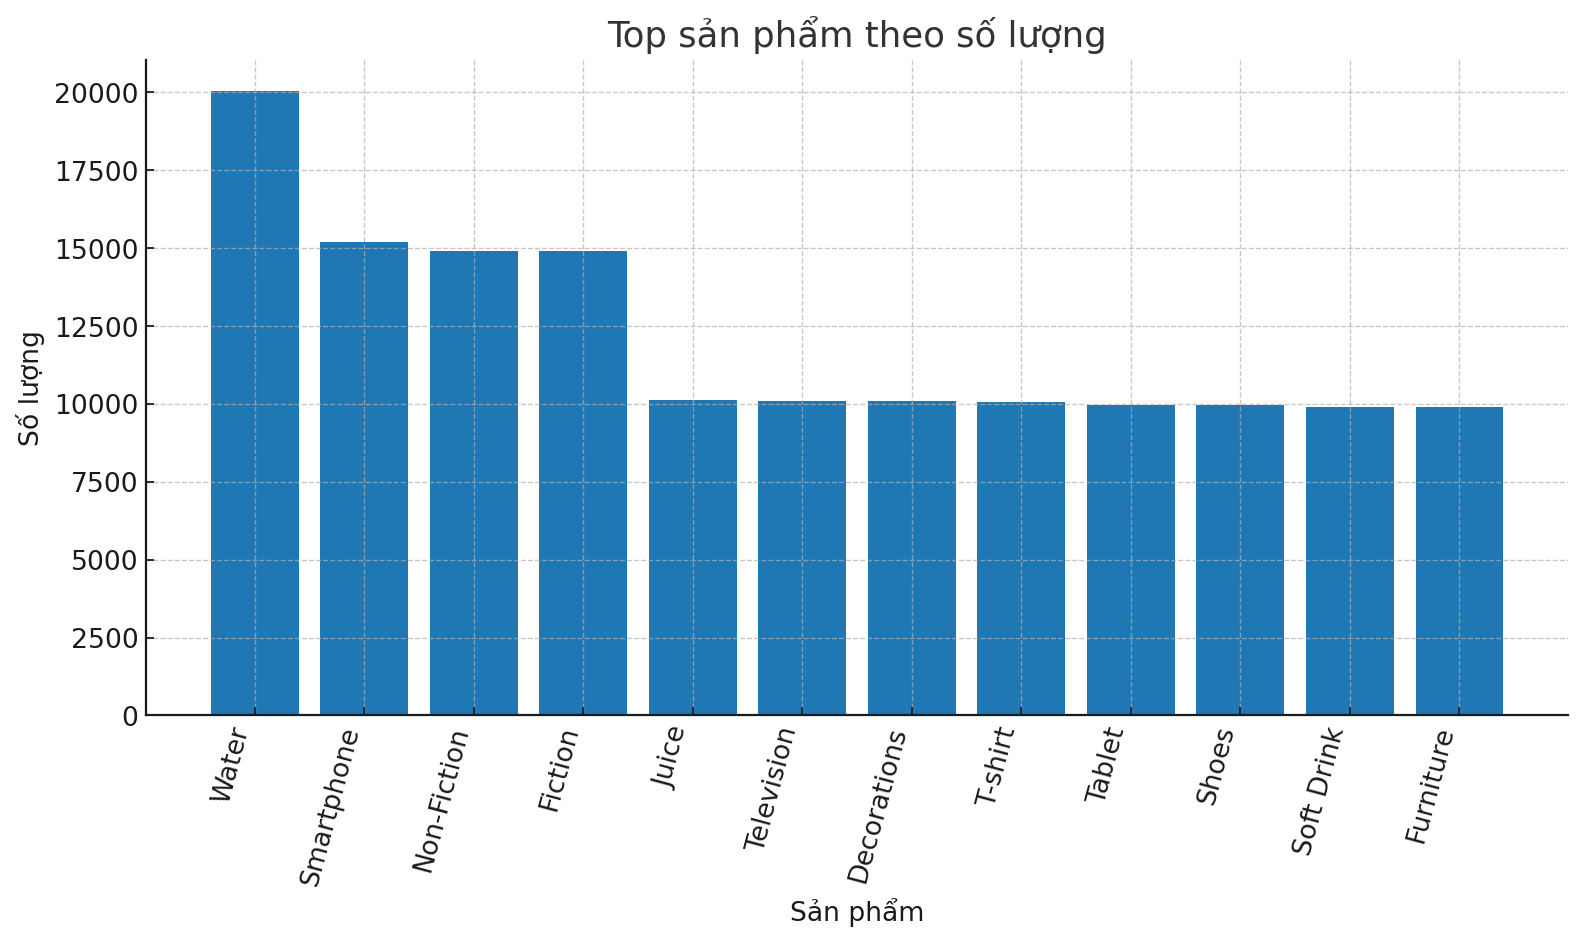 Top sản phẩm theo số lượng
Số lượng
20000
17500
15000
12500
10000
7500
5000
2500
0
Water
Smartphone
Non-Fiction
Fiction
Juice
Television
Decorations
T-shirt
Tablet
Shoes
Soft Drink
Furniture
Sản phẩm